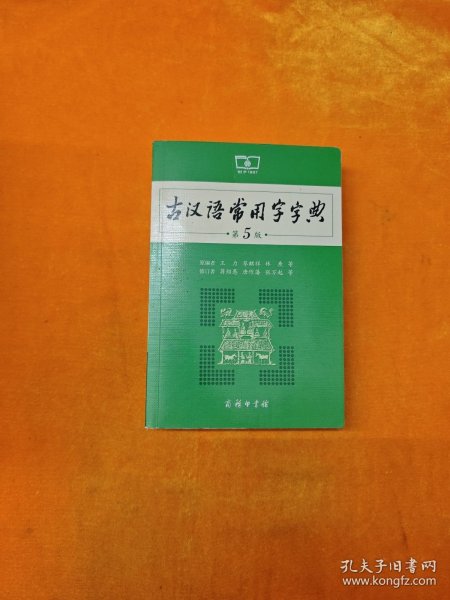 古汉语常用字字典
·第5版·
原编者 王力 岑麒祥 林焘 等
修订者 蒋绍愚 唐作藩 张万起 等
商务印书馆
孔夫子旧书网
www.kongfz.com